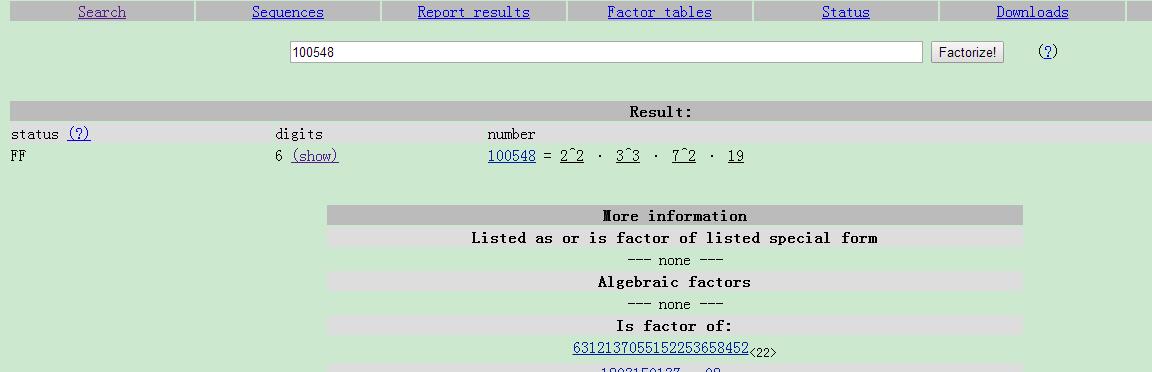 Search Sequences Report results Factor tables Status Downloads
100548 Factorize! (?)
Result:
status (?) digits number
FF 6 (show) 100548 = 2^2 · 3^3 · 7^2 · 19
More information
Listed as or is factor of listed special form
--- none ---
Algebraic factors
--- none ---
Is factor of:
6312137055152253658452<22>